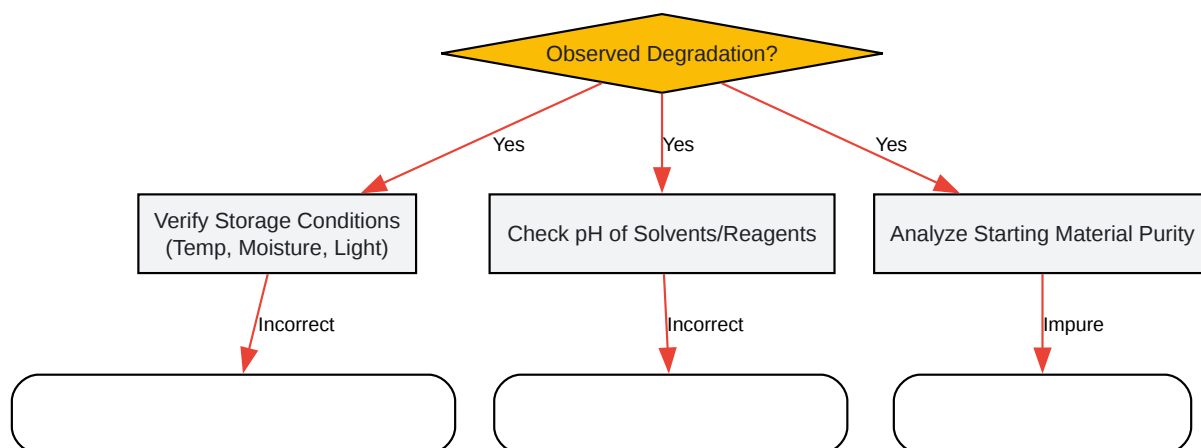 Observed Degradation?
Yes
Yes
Yes
Verify Storage Conditions
(Temp, Moisture, Light)
Check pH of Solvents/Reagents
Analyze Starting Material Purity
Incorrect
Incorrect
Impure